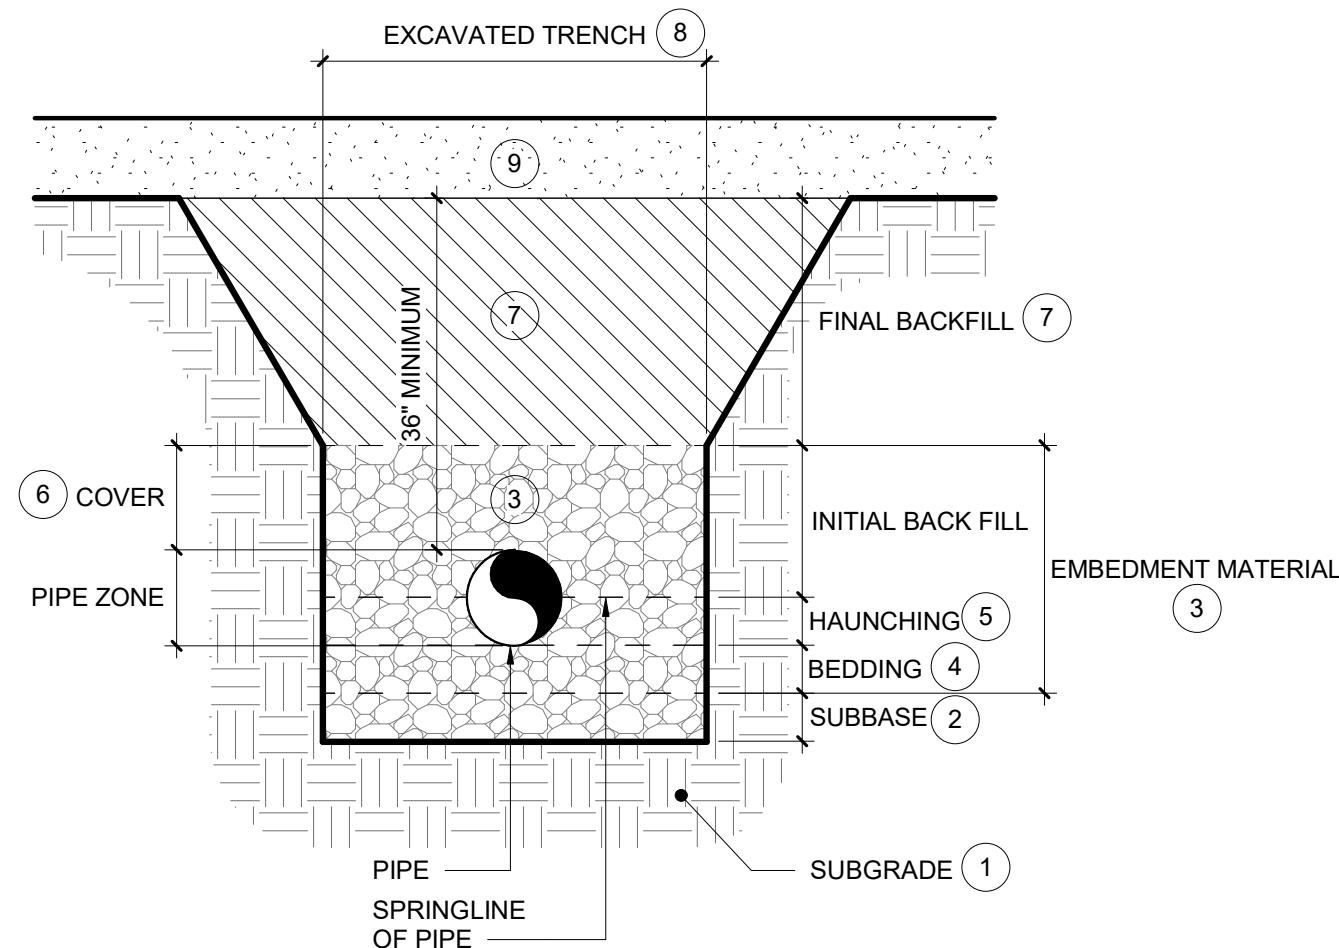 EXCAVATED TRENCH 8
9
36" MINIMUM
7
FINAL BACKFILL 7
6 COVER
3
INITIAL BACK FILL
EMBEDMENT MATERIAL
3
PIPE ZONE
HAUNCHING 5
BEDDING 4
SUBBASE 2
PIPE
SUBGRADE 1
SPRINGLINE
OF PIPE